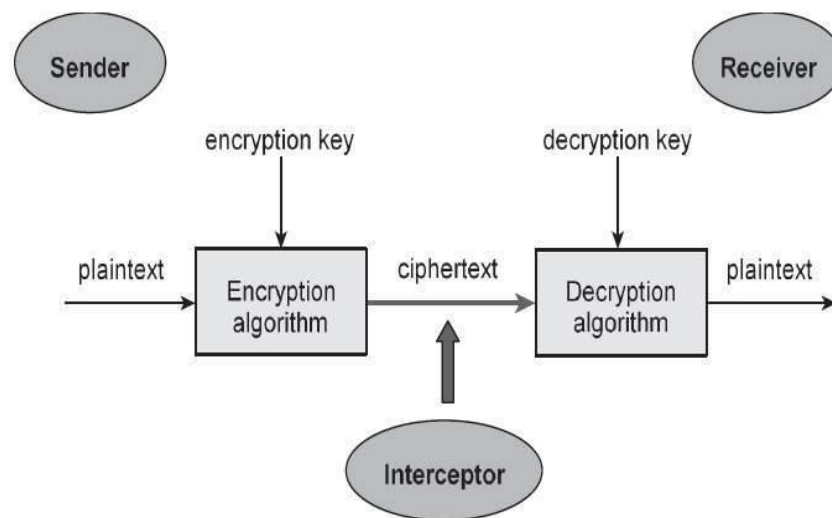 Sender
Receiver
encryption key
decryption key
plaintext
Encryption
algorithm
ciphertext
Decryption
algorithm
plaintext
Interceptor